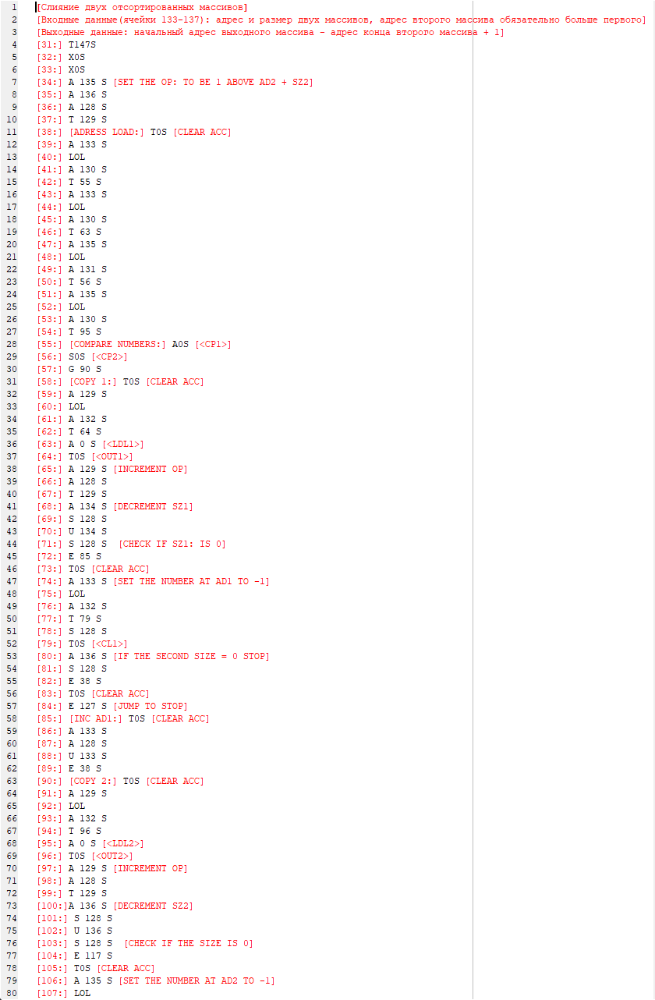 1 [Слияние двух отсортированных массивов]
2 [Входные данные(ячейки 133-137): адрес и размер двух массивов, адрес второго массива обязательно больше первого]
3 [Выходные данные: начальный адрес выходного массива - адрес конца второго массива + 1]
4 [31:] T147S
5 [32:] X0S
6 [33:] X0S
7 [34:] A 135 S [SET THE OP: TO BE 1 ABOVE AD2 + SZ2]
8 [35:] A 136 S
9 [36:] A 128 S
10 [37:] T 129 S
11 [38:] [ADRESS LOAD:] T0S [CLEAR ACC]
12 [39:] A 133 S
13 [40:] L0L
14 [41:] A 130 S
15 [42:] T 55 S
16 [43:] A 133 S
17 [44:] L0L
18 [45:] A 130 S
19 [46:] T 63 S
20 [47:] A 135 S
21 [48:] L0L
22 [49:] A 131 S
23 [50:] T 56 S
24 [51:] A 135 S
25 [52:] L0L
26 [53:] A 130 S
27 [54:] T 95 S
28 [55:] [COMPARE NUMBERS:] A0S [<CP1>]
29 [56:] S0S [<CP2>]
30 [57:] G 90 S
31 [58:] [COPY 1:] T0S [CLEAR ACC]
32 [59:] A 129 S
33 [60:] L0L
34 [61:] A 132 S
35 [62:] T 64 S
36 [63:] A 0 S [<LDL1>]
37 [64:] T0S [<OUT1>]
38 [65:] A 129 S [INCREMENT OP]
39 [66:] A 128 S
40 [67:] T 129 S
41 [68:] A 134 S [DECREMENT SZ1]
42 [69:] S 128 S
43 [70:] U 134 S
44 [71:] S 128 S  [CHECK IF SZ1: IS 0]
45 [72:] E 85 S
46 [73:] T0S [CLEAR ACC]
47 [74:] A 133 S [SET THE NUMBER AT AD1 TO -1]
48 [75:] L0L
49 [76:] A 132 S
50 [77:] T 79 S
51 [78:] S 128 S
52 [79:] T0S [<CL1>]
53 [80:] A 136 S [IF THE SECOND SIZE = 0 STOP]
54 [81:] S 128 S
55 [82:] E 38 S
56 [83:] T0S [CLEAR ACC]
57 [84:] E 127 S [JUMP TO STOP]
58 [85:] [INC AD1:] T0S [CLEAR ACC]
59 [86:] A 133 S
60 [87:] A 128 S
61 [88:] U 133 S
62 [89:] E 38 S
63 [90:] [COPY 2:] T0S [CLEAR ACC]
64 [91:] A 129 S
65 [92:] L0L
66 [93:] A 132 S
67 [94:] T 96 S
68 [95:] A 0 S [<LDL2>]
69 [96:] T0S [<OUT2>]
70 [97:] A 129 S [INCREMENT OP]
71 [98:] A 128 S
72 [99:] T 129 S
73 [100:]A 136 S [DECREMENT SZ2]
74 [101:] S 128 S
75 [102:] U 136 S
76 [103:] S 128 S  [CHECK IF THE SIZE IS 0]
77 [104:] E 117 S
78 [105:] T0S [CLEAR ACC]
79 [106:] A 135 S [SET THE NUMBER AT AD2 TO -1]
80 [107:] L0L